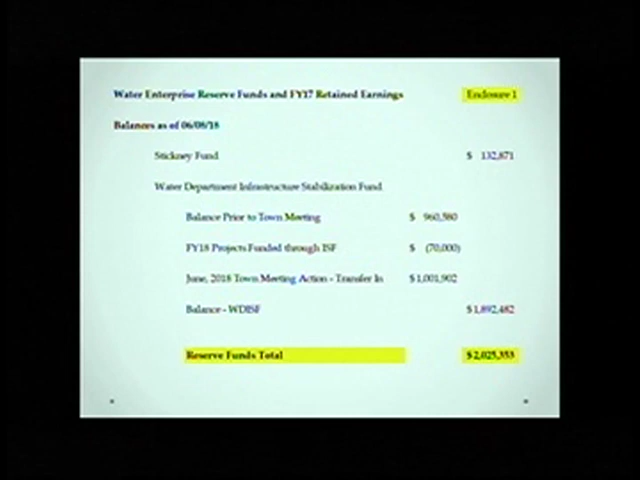 Water Enterprise Reserve Funds and FY17 Retained Earnings Enclosure 1
Balances as of 06/08/18
Stickney Fund $ 132,871
Water Department Infrastructure Stabilization Fund
Balance Prior to Town Meeting $ 960,580
FY18 Projects Funded through ISF $ (70,000)
June, 2018 Town Meeting Action - Transfer In $ 1,001,902
Balance - WDISF $ 1,892,482
Reserve Funds Total $ 2,025,353